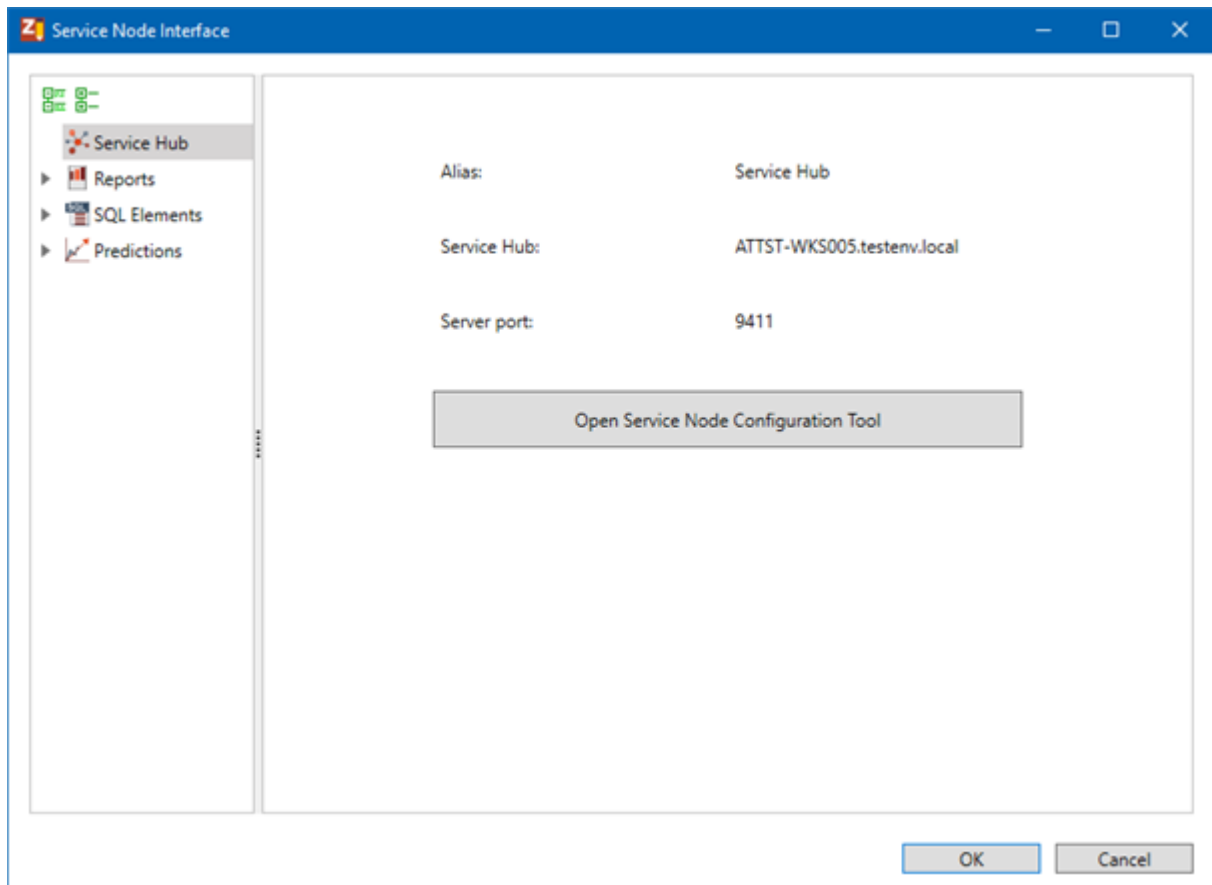 Service Node Interface
Service Hub
Reports
SQL Elements
Predictions
Alias: Service Hub
Service Hub: ATTST-WKS005.testenv.local
Server port: 9411
Open Service Node Configuration Tool
OK Cancel